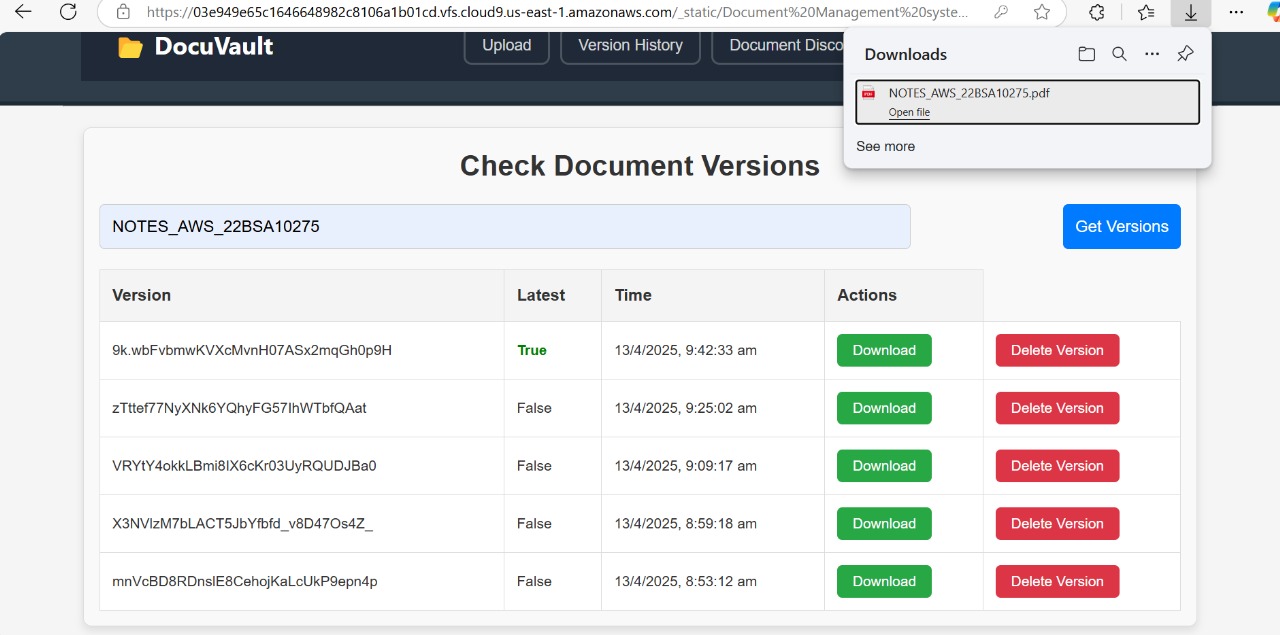 https://03e949e65c1646648982c8106a1b01cd.vfs.cloud9.us-east-1.amazonaws.com/_static/Document%20Management%20syste...
DocuVault
Upload
Version History
Document Disco
Downloads
NOTES_AWS_22BSA10275.pdf
Open file
See more
Check Document Versions
NOTES_AWS_22BSA10275
Get Versions
Version Latest Time Actions
9k.wbFvbmwKVXcMvnH07ASx2mqGh0p9H True 13/4/2025, 9:42:33 am Download Delete Version
zTttef77NyXNk6YQhyFG57IhWTbfQAat False 13/4/2025, 9:25:02 am Download Delete Version
VRYtY4okkLBmi8IX6cKr03UyRQUDJBa0 False 13/4/2025, 9:09:17 am Download Delete Version
X3NVlzM7bLACT5JbYfbfd_v8D47Os4Z_ False 13/4/2025, 8:59:18 am Download Delete Version
mnVcBD8RDnslE8CehojKaLcUkP9epn4p False 13/4/2025, 8:53:12 am Download Delete Version